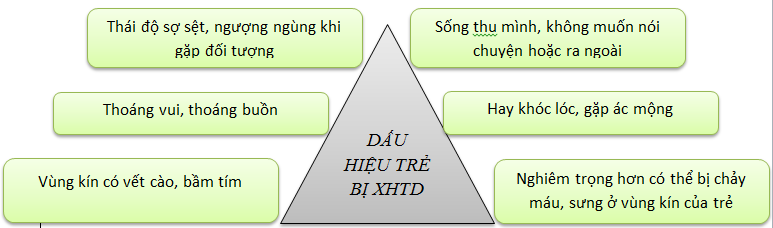 Thái độ sợ sệt, ngượng ngùng khi
gặp đối tượng
Sống thu mình, không muốn nói
chuyện hoặc ra ngoài
Thoáng vui, thoáng buồn
Hay khóc lóc, gặp ác mộng
DẤU
HIỆU TRẺ
BỊ XHTD
Vùng kín có vết cào, bầm tím
Nghiêm trọng hơn có thể bị chảy
máu, sưng ở vùng kín của trẻ